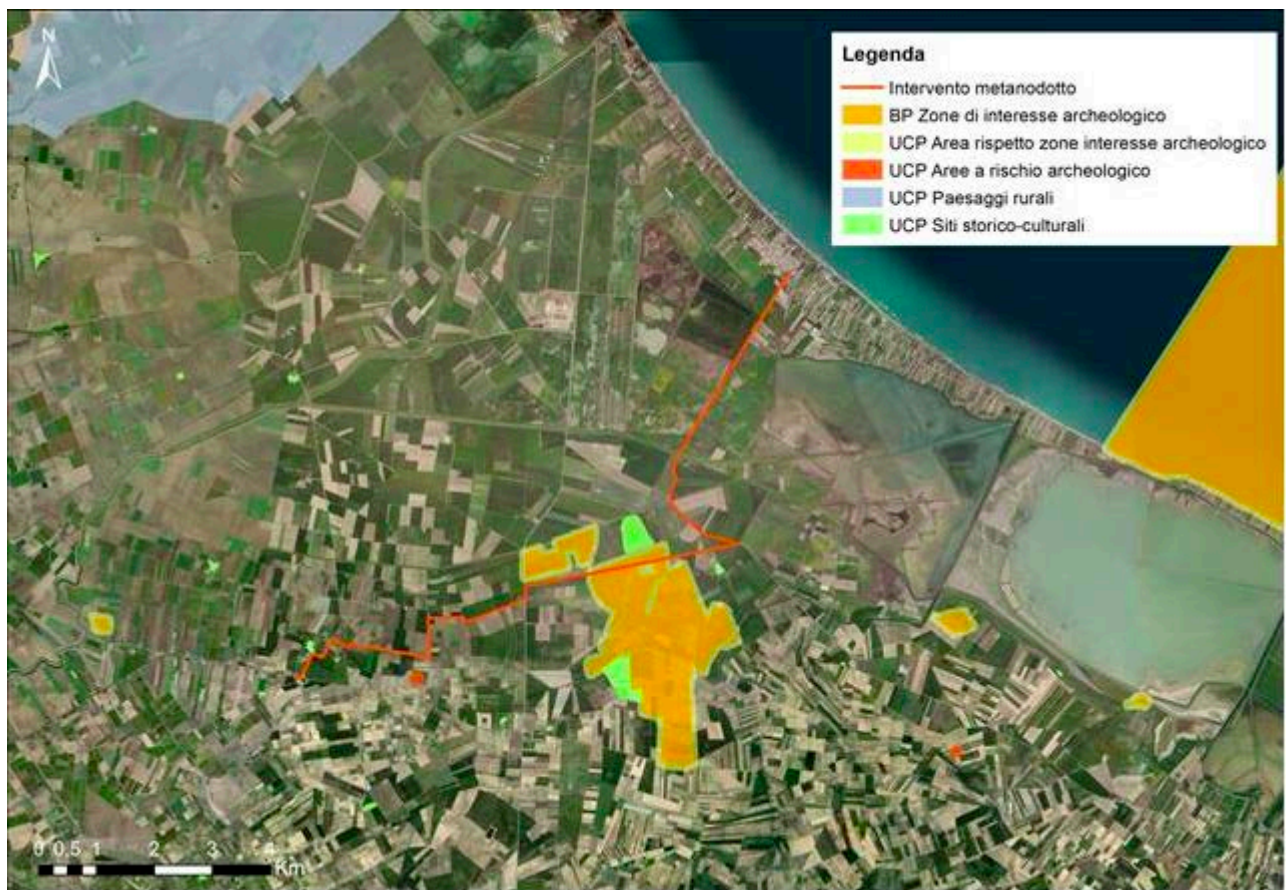 N
Legenda
Intervento metanodotto
BP Zone di interesse archeologico
UCP Area rispetto zone interesse archeologico
UCP Aree a rischio archeologico
UCP Paesaggi rurali
UCP Siti storico-culturali
0 0,5 1 2 3 4
Km